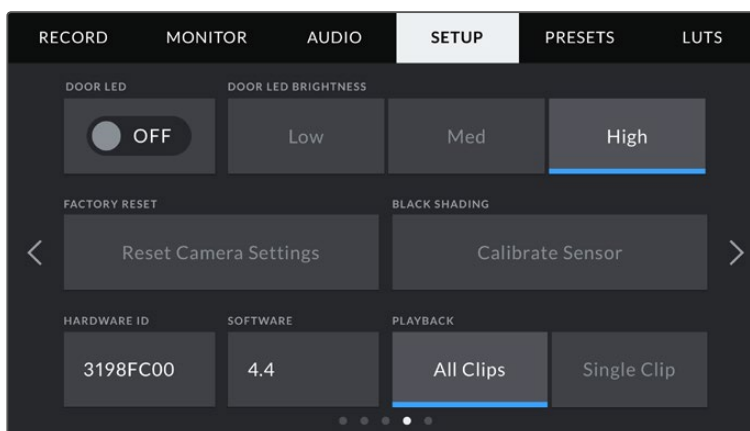 RECORD MONITOR AUDIO SETUP PRESETS LUTS
DOOR LED DOOR LED BRIGHTNESS
OFF Low Med High
FACTORY RESET BLACK SHADING
Reset Camera Settings Calibrate Sensor
HARDWARE ID SOFTWARE PLAYBACK
3198FC00 4.4 All Clips Single Clip